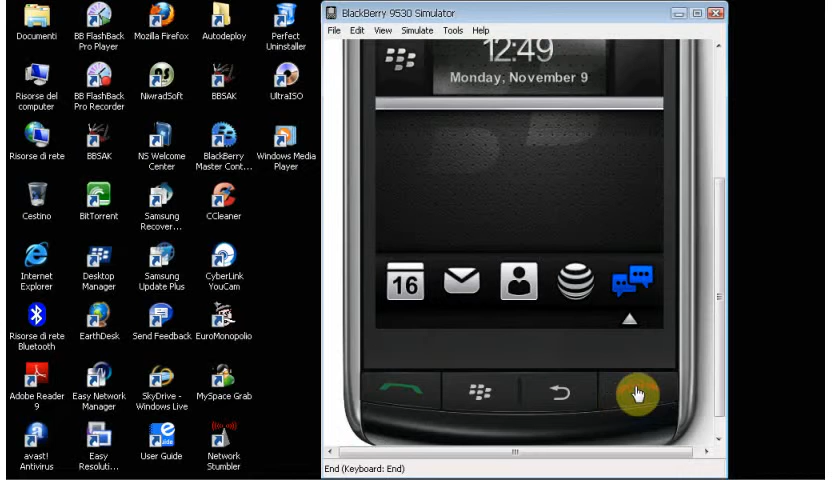 Documenti
BB FlashBack
Pro Player
Mozilla Firefox
Autodeploy
Perfect
Uninstaller
Risorse del
computer
BB FlashBack
Pro Recorder
NiwradSoft
BBSAK
UltraISO
Risorse di rete
BBSAK
NS Welcome
Center
BlackBerry
Master Cont...
Windows Media
Player
Cestino
BitTorrent
Samsung
Recover...
CCleaner
Internet
Explorer
Desktop
Manager
Samsung
Update Plus
CyberLink
YouCam
Risorse di rete
Bluetooth
EarthDesk
Send Feedback
EuroMonopolio
Adobe Reader
9
Easy Network
Manager
SkyDrive -
Windows Live
MySpace Grab
avast!
Antivirus
Easy
Resoluti...
User Guide
Network
Stumbler
BlackBerry 9530 Simulator
File Edit View Simulate Tools Help
12:49
Monday, November 9
16
End (Keyboard: End)